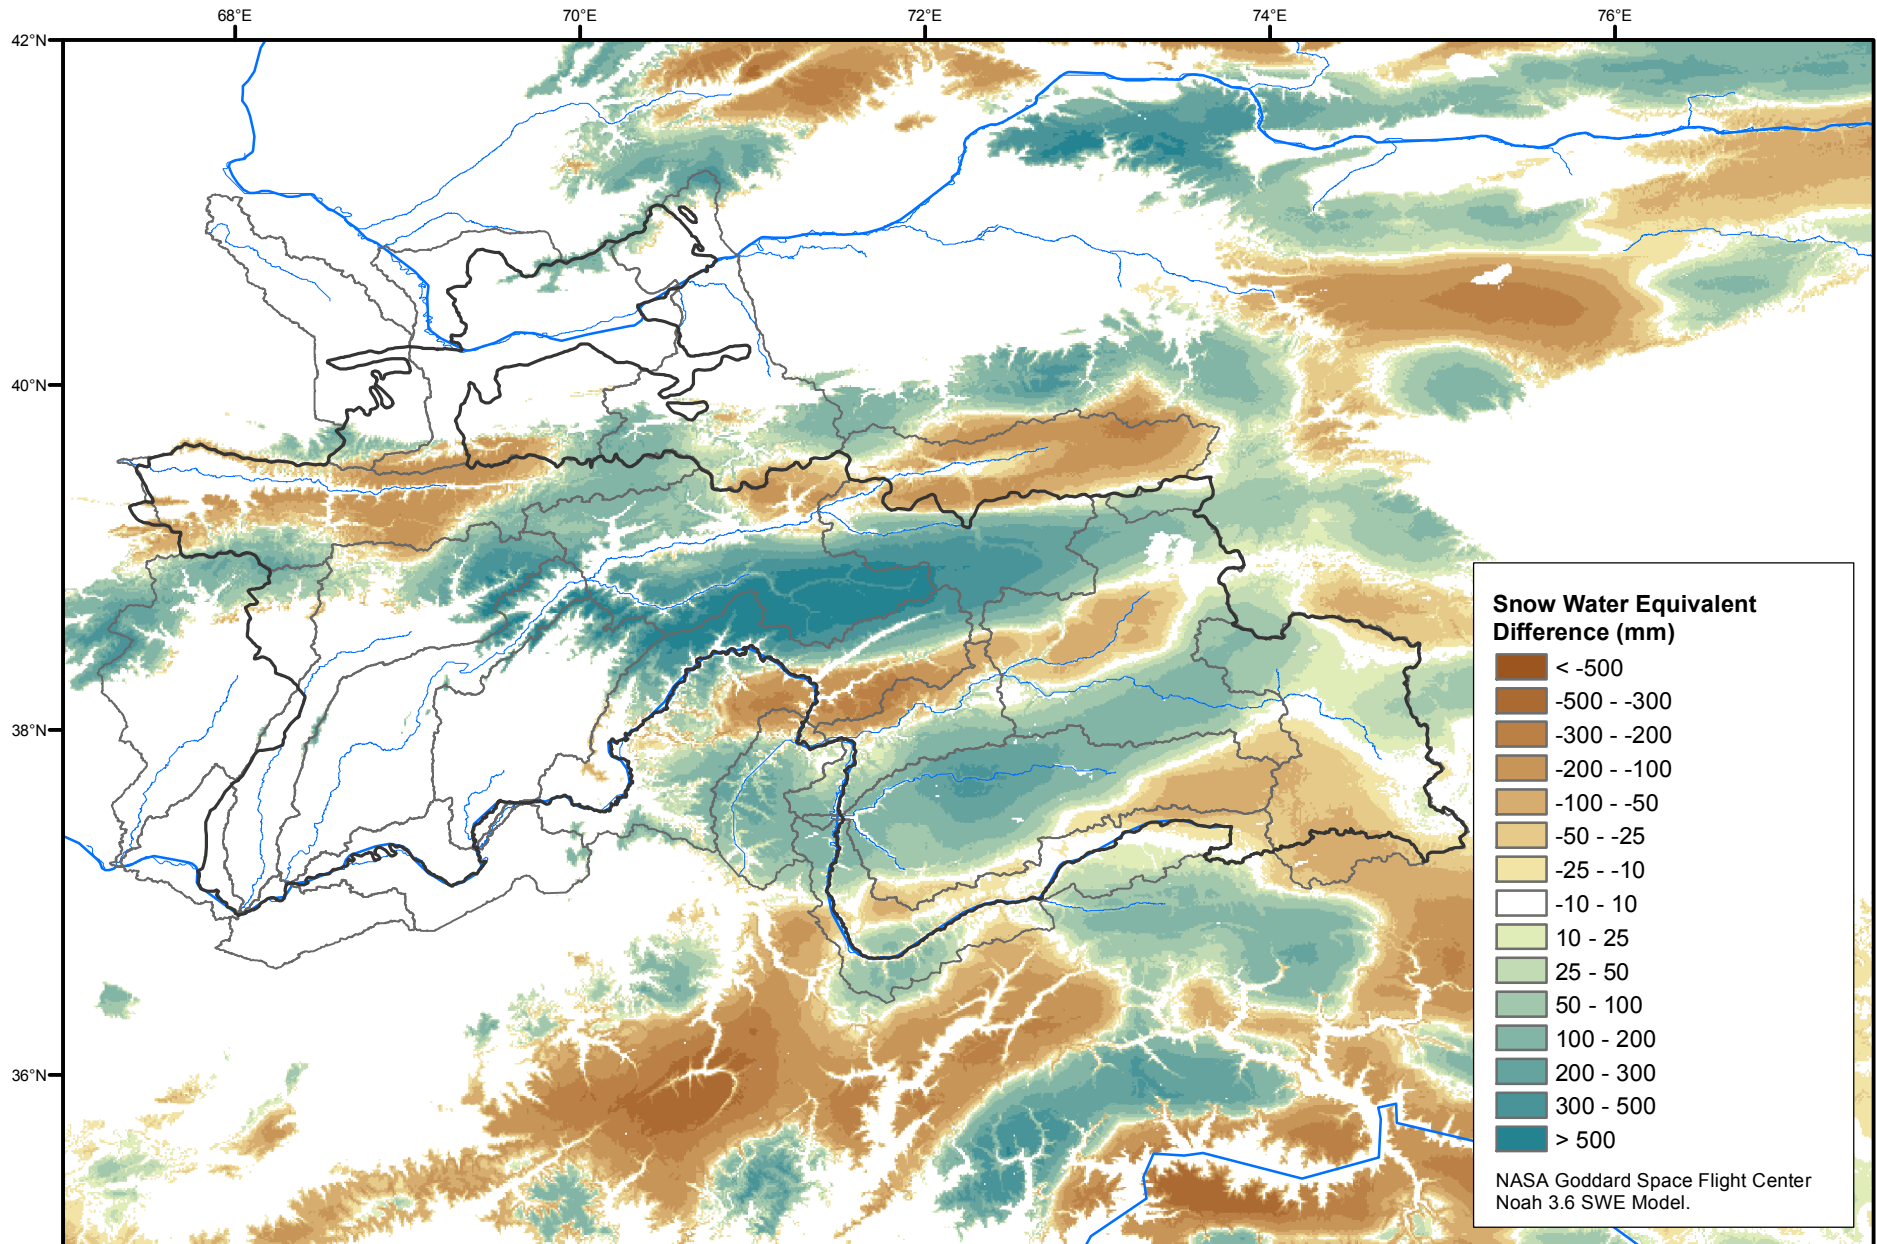 68°E 70°E 72°E 74°E 76°E
42°N
40°N
38°N
36°N
Snow Water Equivalent
Difference (mm)
< -500
-500 - -300
-300 - -200
-200 - -100
-100 - -50
-50 - -25
-25 - -10
-10 - 10
10 - 25
25 - 50
50 - 100
100 - 200
200 - 300
300 - 500
> 500
NASA Goddard Space Flight Center
Noah 3.6 SWE Model.